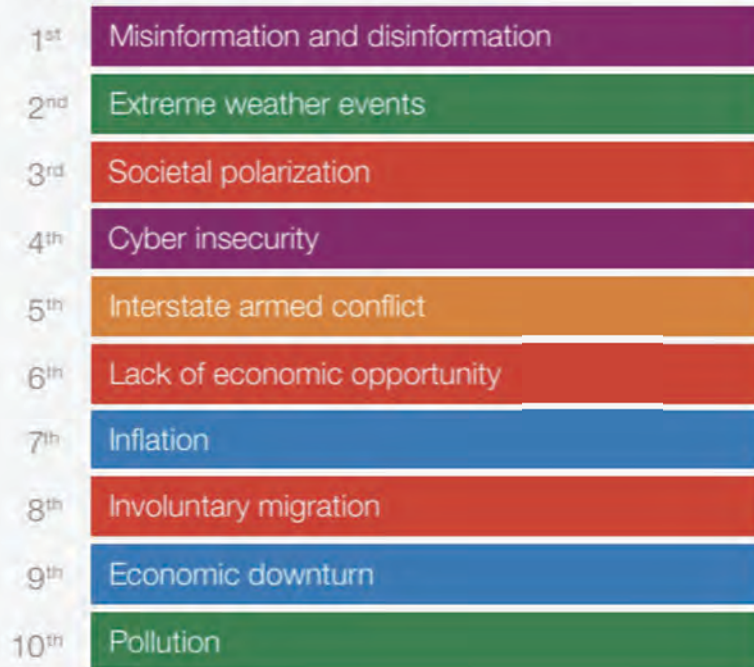 1st Misinformation and disinformation
2nd Extreme weather events
3rd Societal polarization
4th Cyber insecurity
5th Interstate armed conflict
6th Lack of economic opportunity
7th Inflation
8th Involuntary migration
9th Economic downturn
10th Pollution